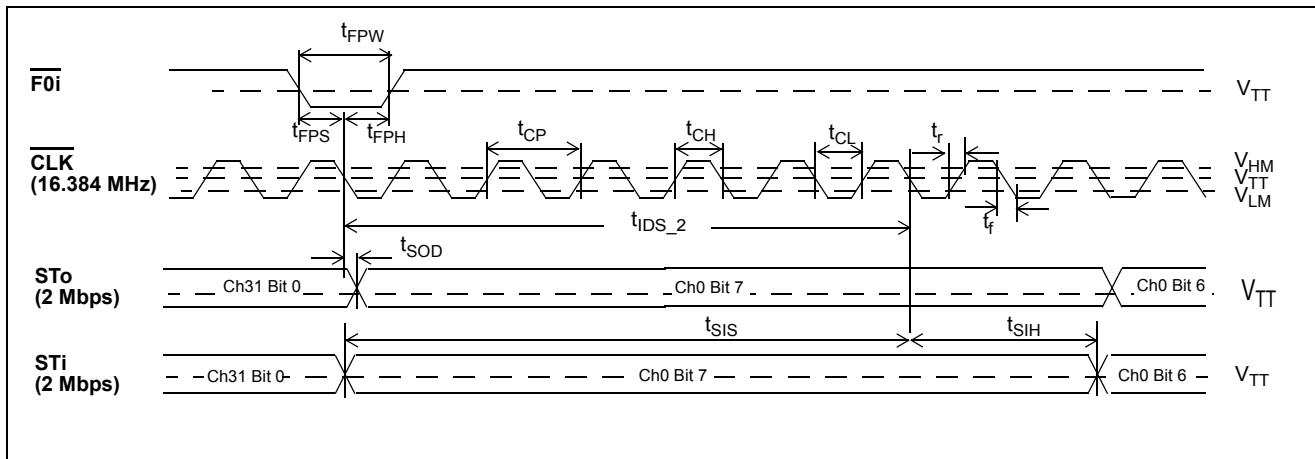 tFPW
F0i
VTT
tFPS
tFPH
tCP
tCH
tCL
tr
CLK
(16.384 MHz)
VHM
VTT
VLM
tIDS_2
tf
tSOD
STo
(2 Mbps)
Ch31 Bit 0
Ch0 Bit 7
Ch0 Bit 6
VTT
tSIS
tSIH
STi
(2 Mbps)
Ch31 Bit 0
Ch0 Bit 7
Ch0 Bit 6
VTT